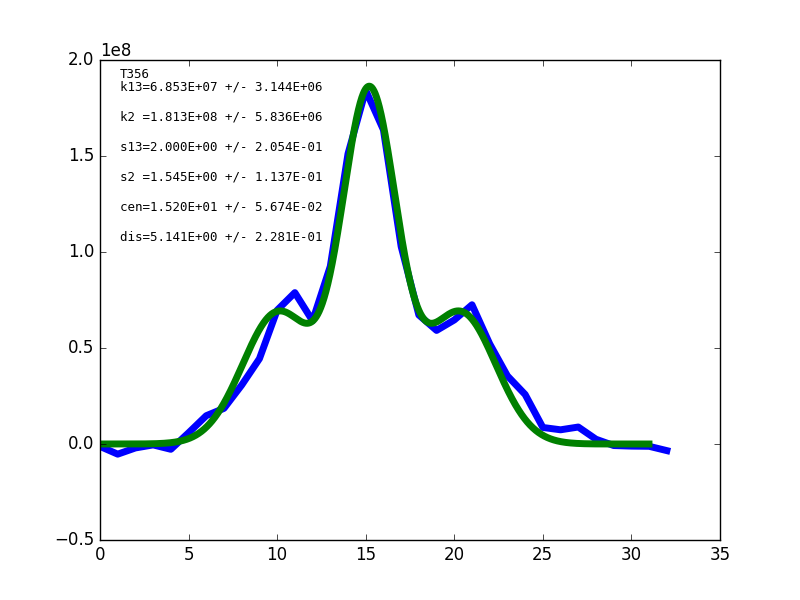 1e8
2.0
T356
k13=6.853E+07 +/- 3.144E+06
k2 =1.813E+08 +/- 5.836E+06
1.5
s13=2.000E+00 +/- 2.054E-01
s2 =1.545E+00 +/- 1.137E-01
cen=1.520E+01 +/- 5.674E-02
dis=5.141E+00 +/- 2.281E-01
1.0
0.5
0.0
−0.5
0 5 10 15 20 25 30 35